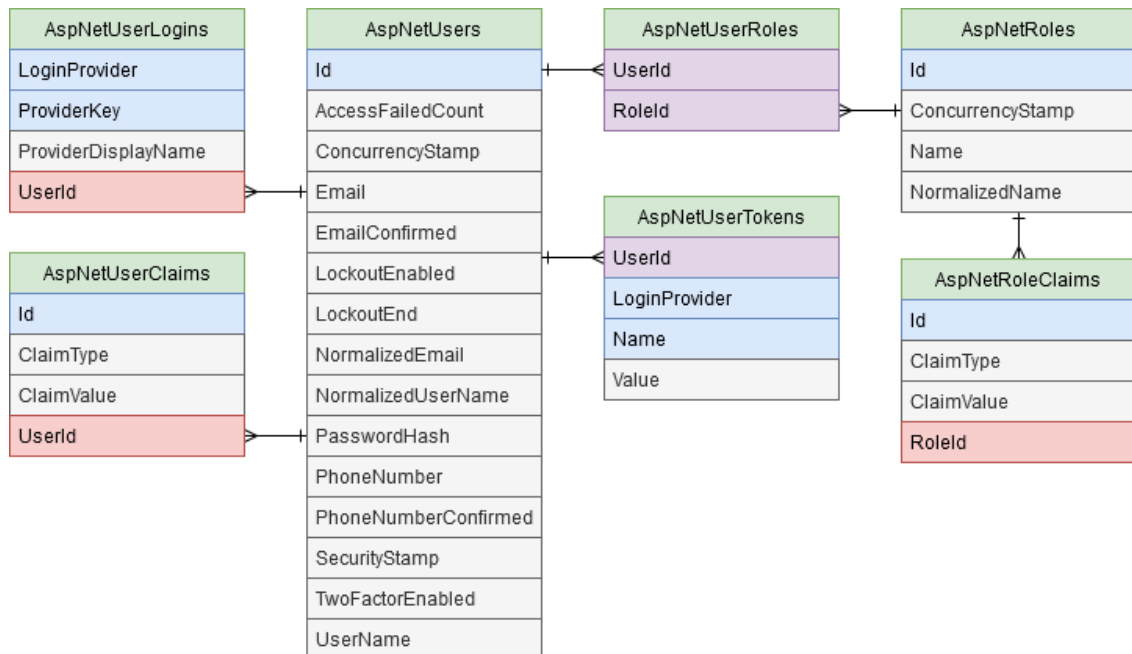 AspNetUserLogins
LoginProvider
ProviderKey
ProviderDisplayName
UserId
AspNetUserClaims
Id
ClaimType
ClaimValue
UserId
AspNetUsers
Id
AccessFailedCount
ConcurrencyStamp
Email
EmailConfirmed
LockoutEnabled
LockoutEnd
NormalizedEmail
NormalizedUserName
PasswordHash
PhoneNumber
PhoneNumberConfirmed
SecurityStamp
TwoFactorEnabled
UserName
AspNetUserRoles
UserId
RoleId
AspNetUserTokens
UserId
LoginProvider
Name
Value
AspNetRoles
Id
ConcurrencyStamp
Name
NormalizedName
AspNetRoleClaims
Id
ClaimType
ClaimValue
RoleId